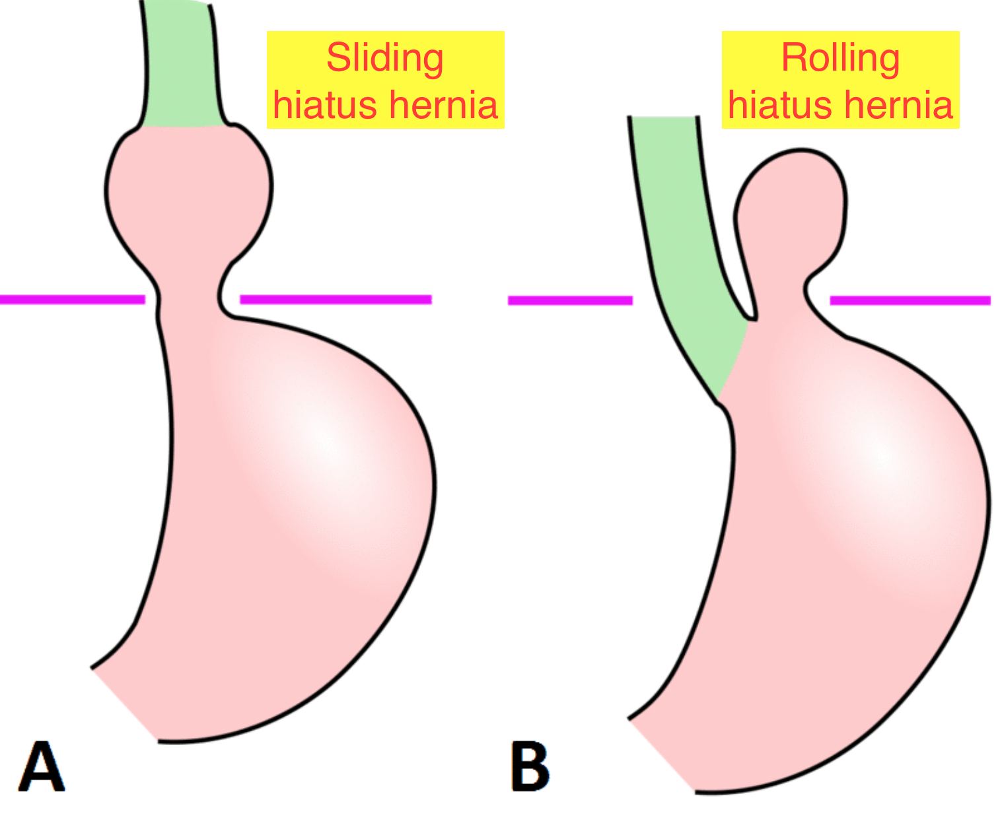 Sliding
hiatus hernia
Rolling
hiatus hernia
A
B